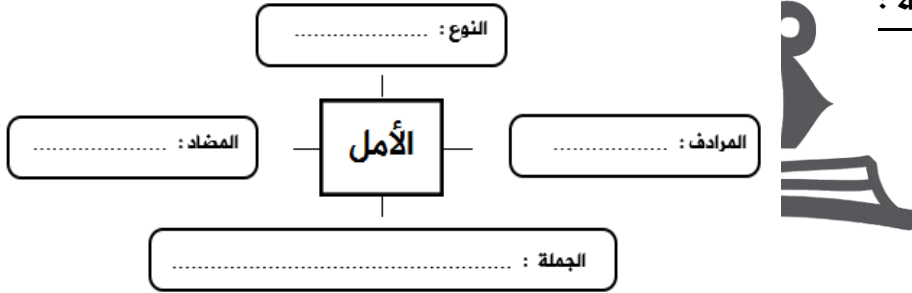 النوع : ......................
الأمل
المرادف : ...................
المضاد : ......................
الجملة : .....................................................